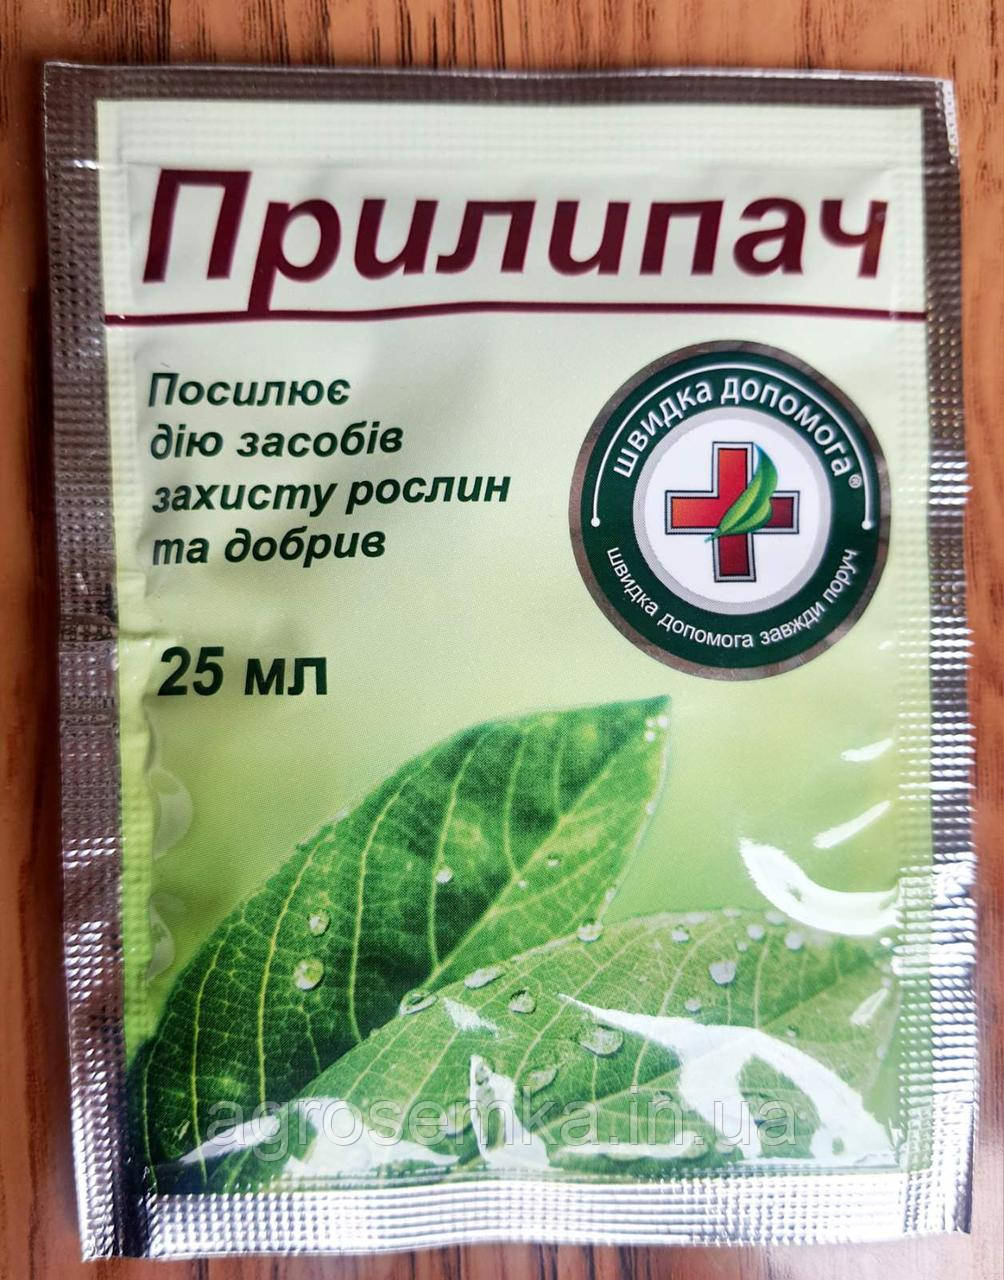 Прилипач
Посилює
дію засобів
захисту рослин
та добрив
швидка допомога®
швидка допомога завжди поруч
25 мл
agrosemka.in.ua